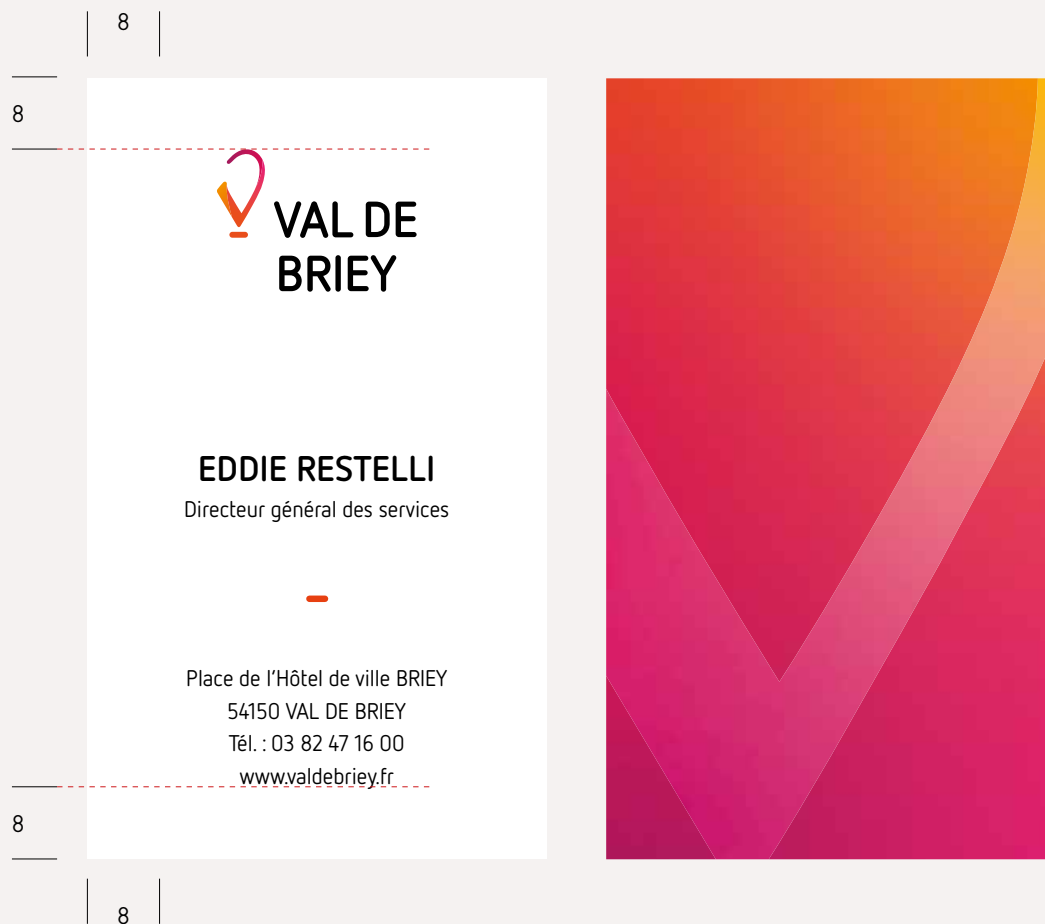 8
8
VAL DE
BRIEY
EDDIE RESTELLI
Directeur général des services
Place de l'Hôtel de ville BRIEY
54150 VAL DE BRIEY
Tél. : 03 82 47 16 00
www.valdebriey.fr
8
8